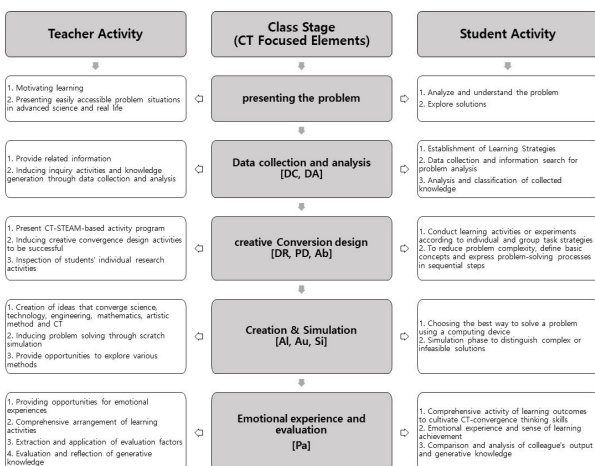 Teacher Activity
Class Stage
(CT Focused Elements)
Student Activity
1. Motivating learning
2. Presenting easily accessible problem situations
in advanced science and real life
presenting the problem
1. Analyze and understand the problem
2. Explore solutions
1. Provide related information
2. Inducing inquiry activities and knowledge
generation through data collection and analysis
Data collection and analysis
[DC, DA]
1. Establishment of Learning Strategies
2. Data collection and information search for
problem analysis
3. Analysis and classification of collected
knowledge
1. Present CT-STEAM-based activity program
2. Inducing creative convergence design activities
to be successful
3. Inspection of students' individual research
activities
creative Conversion design
[DR, PD, Ab]
1. Conduct learning activities or experiments
according to individual and group task strategies
2. To reduce problem complexity, define basic
concepts and express problem-solving processes
in sequential steps
1. Creation of ideas that converge science,
technology, engineering, mathematics, artistic
method and CT
2. Inducing problem solving through scratch
simulation
3. Provide opportunities to explore various
methods
Creation & Simulation
[Al, Au, Si]
1. Choosing the best way to solve a problem
using a computing device
2. Simulation phase to distinguish complex or
infeasible solutions
1. Providing opportunities for emotional
experiences
2. Comprehensive arrangement of learning
activities
3. Extraction and application of evaluation factors
4. Evaluation and reflection of generative
knowledge
Emotional experience and
evaluation
[Pa]
1. Comprehensive activity of learning outcomes
to cultivate CT-convergence thinking skills
2. Emotional experience and sense of learning
achievement
3. Comparison and analysis of colleague's output
and generative knowledge